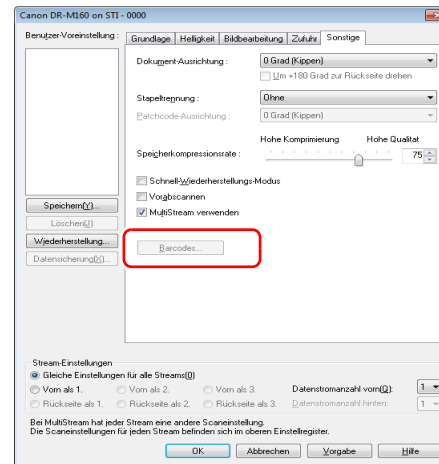 Canon DR-M160 on STI - 0000
Benutzer-Voreinstellung :
Grundlage Helligkeit Bildbearbeitung Zufuhr Sonstige
Dokument-Ausrichtung : 0 Grad (Kippen)
Um +180 Grad zur Rückseite drehen
Stapeltrennung : Ohne
Patchcode-Ausrichtung : 0 Grad (Kippen)
Hohe Komprimierung Hohe Qualität
Speicherkompressionsrate : 75
Schnell-Wiederherstellungs-Modus
Vorabscannen
MultiStream verwenden
Barcodes...
Speichern(Y)...
Löschen(J)
Wiederherstellung...
Datensicherung(X)...
Stream-Einstellungen
Gleiche Einstellungen für alle Streams(0)
Vorn als 1. Vorn als 2. Vorn als 3. Datenstromanzahl vorn(Q): 1
Rückseite als 1. Rückseite als 2. Rückseite als 3. Datenstromanzahl hinten: 1
Bei MultiStream hat jeder Stream eine andere Scaneinstellung.
Die Scaneinstellungen für jeden Stream befinden sich im oberen Einstellregister.
OK Abbrechen Vorgabe Hilfe